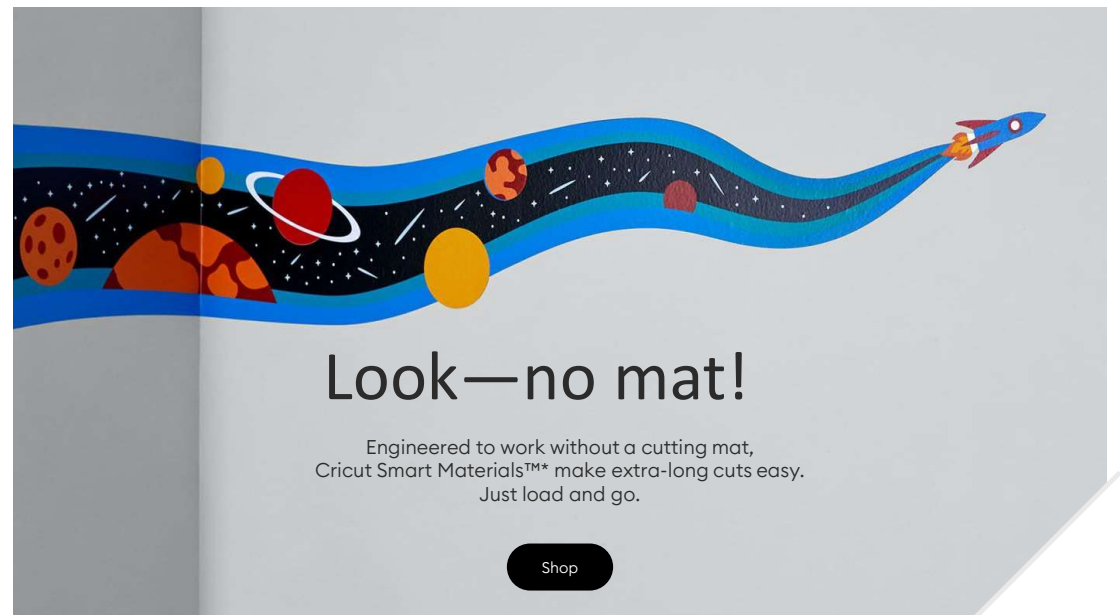 Look—no mat!
Engineered to work without a cutting mat,
Cricut Smart Materials™* make extra-long cuts easy.
Just load and go.
Shop